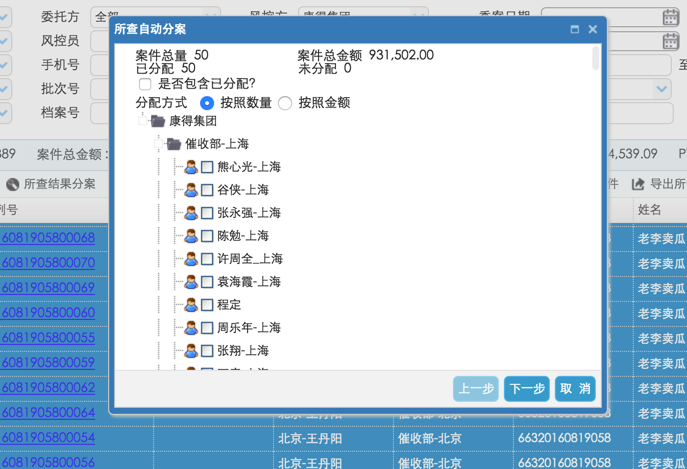 委托方 全部 风控方 康得集团 委案日期
所查自动分案
风控员
案件总量 50 案件总金额 931,502.00
已分配 50 未分配 0
手机号
至
是否包含已分配?
批次号
分配方式 按照数量 按照金额
档案号
康得集团
催收部-上海
389 案件总金额： 4,539.09
熊心光-上海
所查结果分案 件 导出所
谷侠-上海
列号 姓名
张永强-上海
6081905800068 老李卖瓜
陈勉-上海
6081905800070 老李卖瓜
许周全_上海
6081905800069 老李卖瓜
袁海霞-上海
6081905800060 老李卖瓜
程定
6081905800055 老李卖瓜
周乐年-上海
6081905800059 老李卖瓜
张翔-上海
6081905800062 老李卖瓜
上一步 下一步 取 消
6081905800064 北京-王丹阳 催收部-北京 66320160819058 老李卖瓜
6081905800054 北京-王丹阳 催收部-北京 66320160819058 老李卖瓜
6081905800056 北京-王丹阳 催收部-北京 66320160819058 老李卖瓜